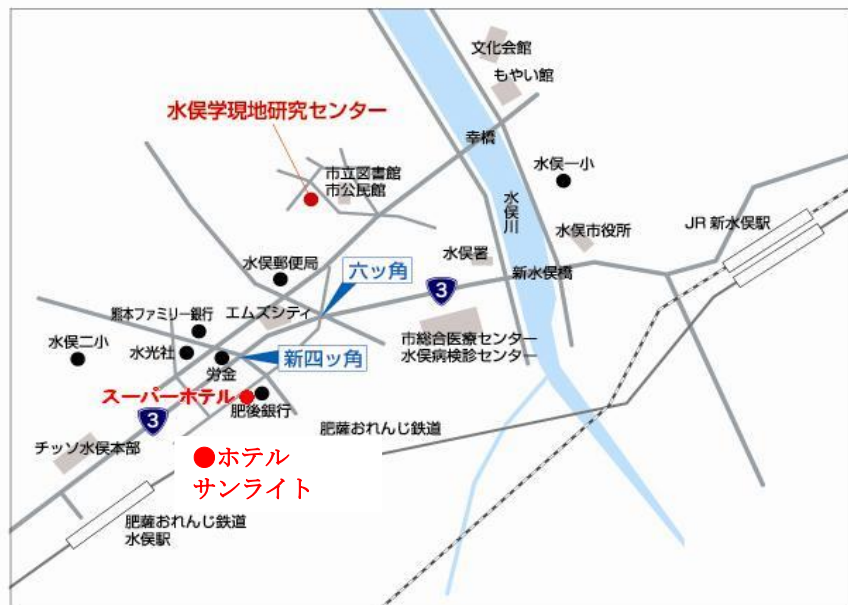 文化会館
もやい館
水俣学現地研究センター
幸橋
市立図書館
市公民館
水俣一小
水俣川
水俣市役所
JR 新水俣駅
水俣署
水俣郵便局
六ッ角
新水俣橋
3
熊本ファミリー銀行
エムズシティ
水俣二小
水光社
市総合医療センター
水俣病検診センター
労金
新四ッ角
スーパーホテル
肥後銀行
3
肥薩おれんじ鉄道
チッソ水俣本部
●ホテル
サンライト
肥薩おれんじ鉄道
水俣駅